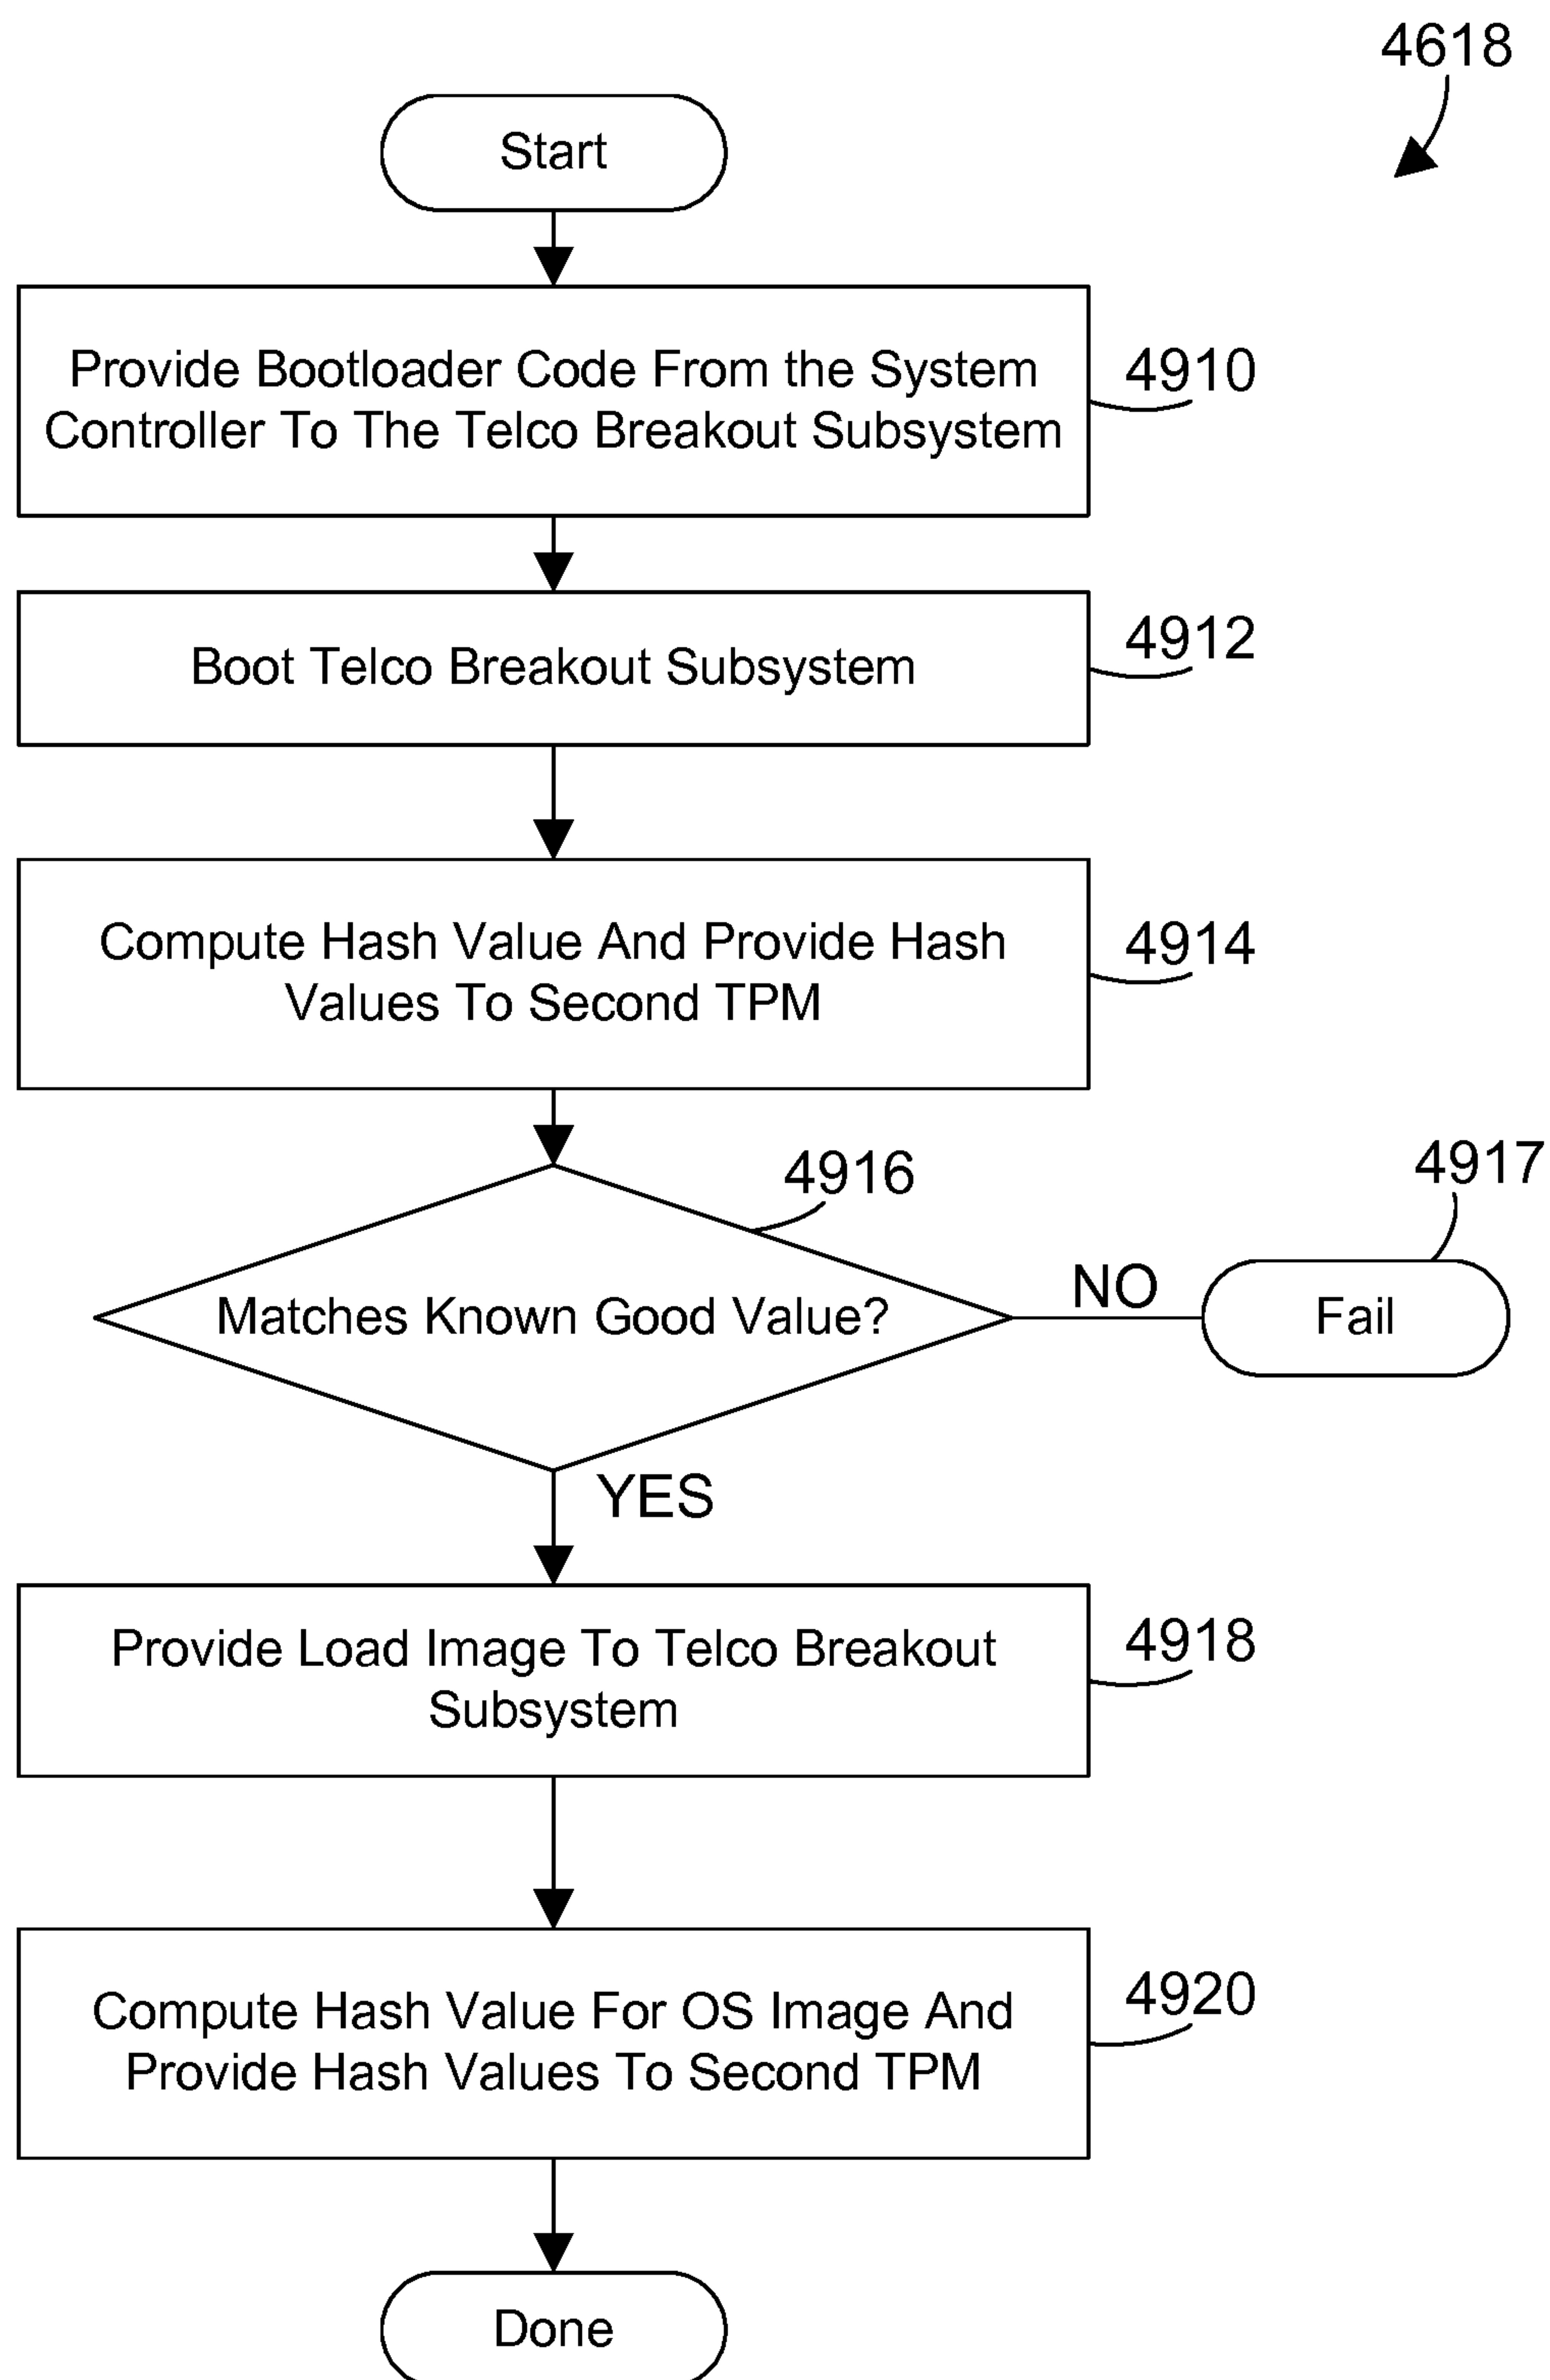 4618
Start
Provide Bootloader Code From the System
Controller To The Telco Breakout Subsystem
4910
Boot Telco Breakout Subsystem
4912
Compute Hash Value And Provide Hash
Values To Second TPM
4914
4916
4917
Matches Known Good Value?
NO
Fail
YES
Provide Load Image To Telco Breakout
Subsystem
4918
Compute Hash Value For OS Image And
Provide Hash Values To Second TPM
4920
Done